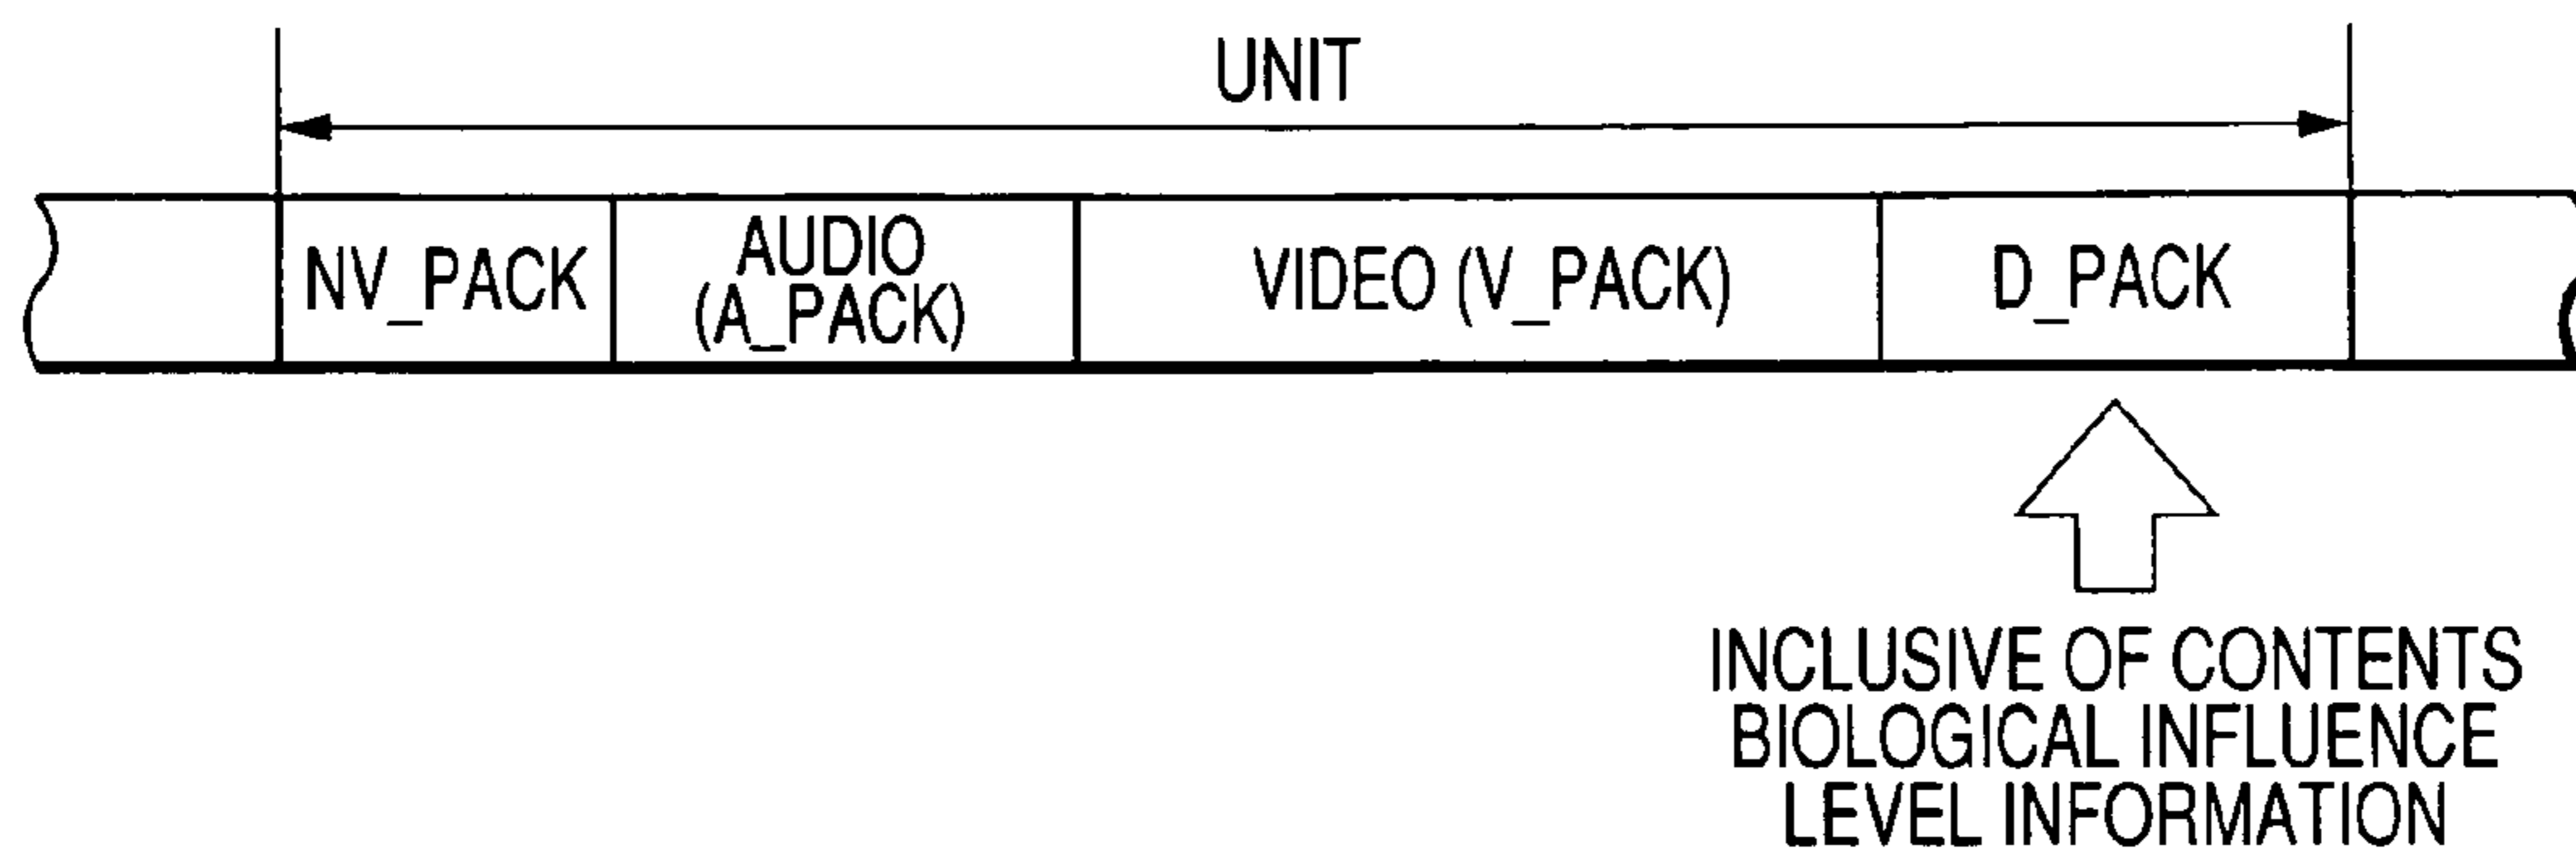 UNIT
NV_PACK
AUDIO
(A_PACK)
VIDEO (V_PACK)
D_PACK
INCLUSIVE OF CONTENTS
BIOLOGICAL INFLUENCE
LEVEL INFORMATION